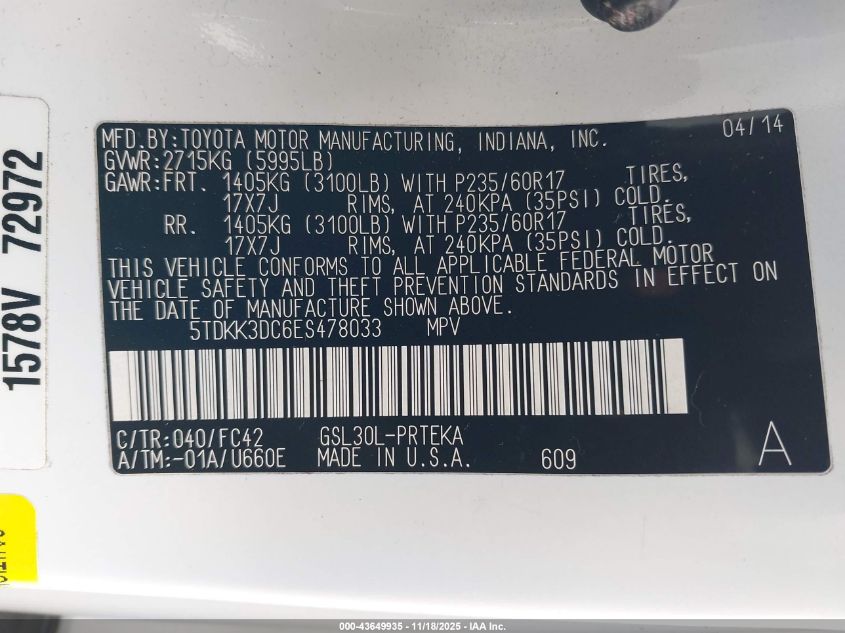 MFD.BY:TOYOTA MOTOR MANUFACTURING, INDIANA, INC. 04/14
GVWR:2715KG (5995LB)
GAWR:FRT. 1405KG (3100LB) WITH P235/60R17 TIRES,
17X7J RIMS, AT 240KPA (35PSI) COLD.
RR. 1405KG (3100LB) WITH P235/60R17 TIRES,
17X7J RIMS, AT 240KPA (35PSI) COLD.
THIS VEHICLE CONFORMS TO ALL APPLICABLE FEDERAL MOTOR
VEHICLE SAFETY AND THEFT PREVENTION STANDARDS IN EFFECT ON
THE DATE OF MANUFACTURE SHOWN ABOVE.
5TDKK3DC6ES478033 MPV
C/TR:040/FC42 GSL30L-PRTEKA
A/TM:-01A/U660E MADE IN U.S.A. 609 A
1578V 72972
000-43649935 - 11/18/2025 - IAA Inc.